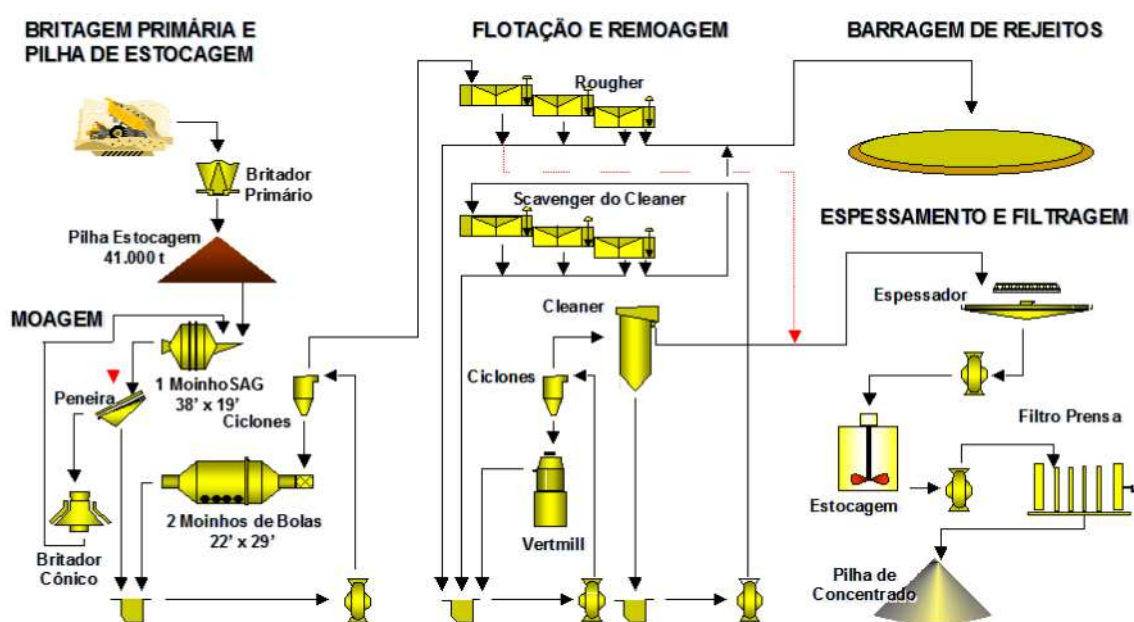 BRITAGEM PRIMÁRIA E
PILHA DE ESTOCAGEM
FLOTAÇÃO E REMOAGEM
BARRAGEM DE REJEITOS
Rougher
Britador
Primário
Scavenger do Cleaner
ESPESSAMENTO E FILTRAGEM
Pilha Estocagem
41.000 t
Espessador
Cleaner
MOAGEM
1 Moinho SAG
38' x 19'
Peneira
Ciclones
Ciclones
Filtro Prensa
2 Moinhos de Bolas
22' x 29'
Estocagem
Vertmill
Britador
Cônico
Pilha de
Concentrado